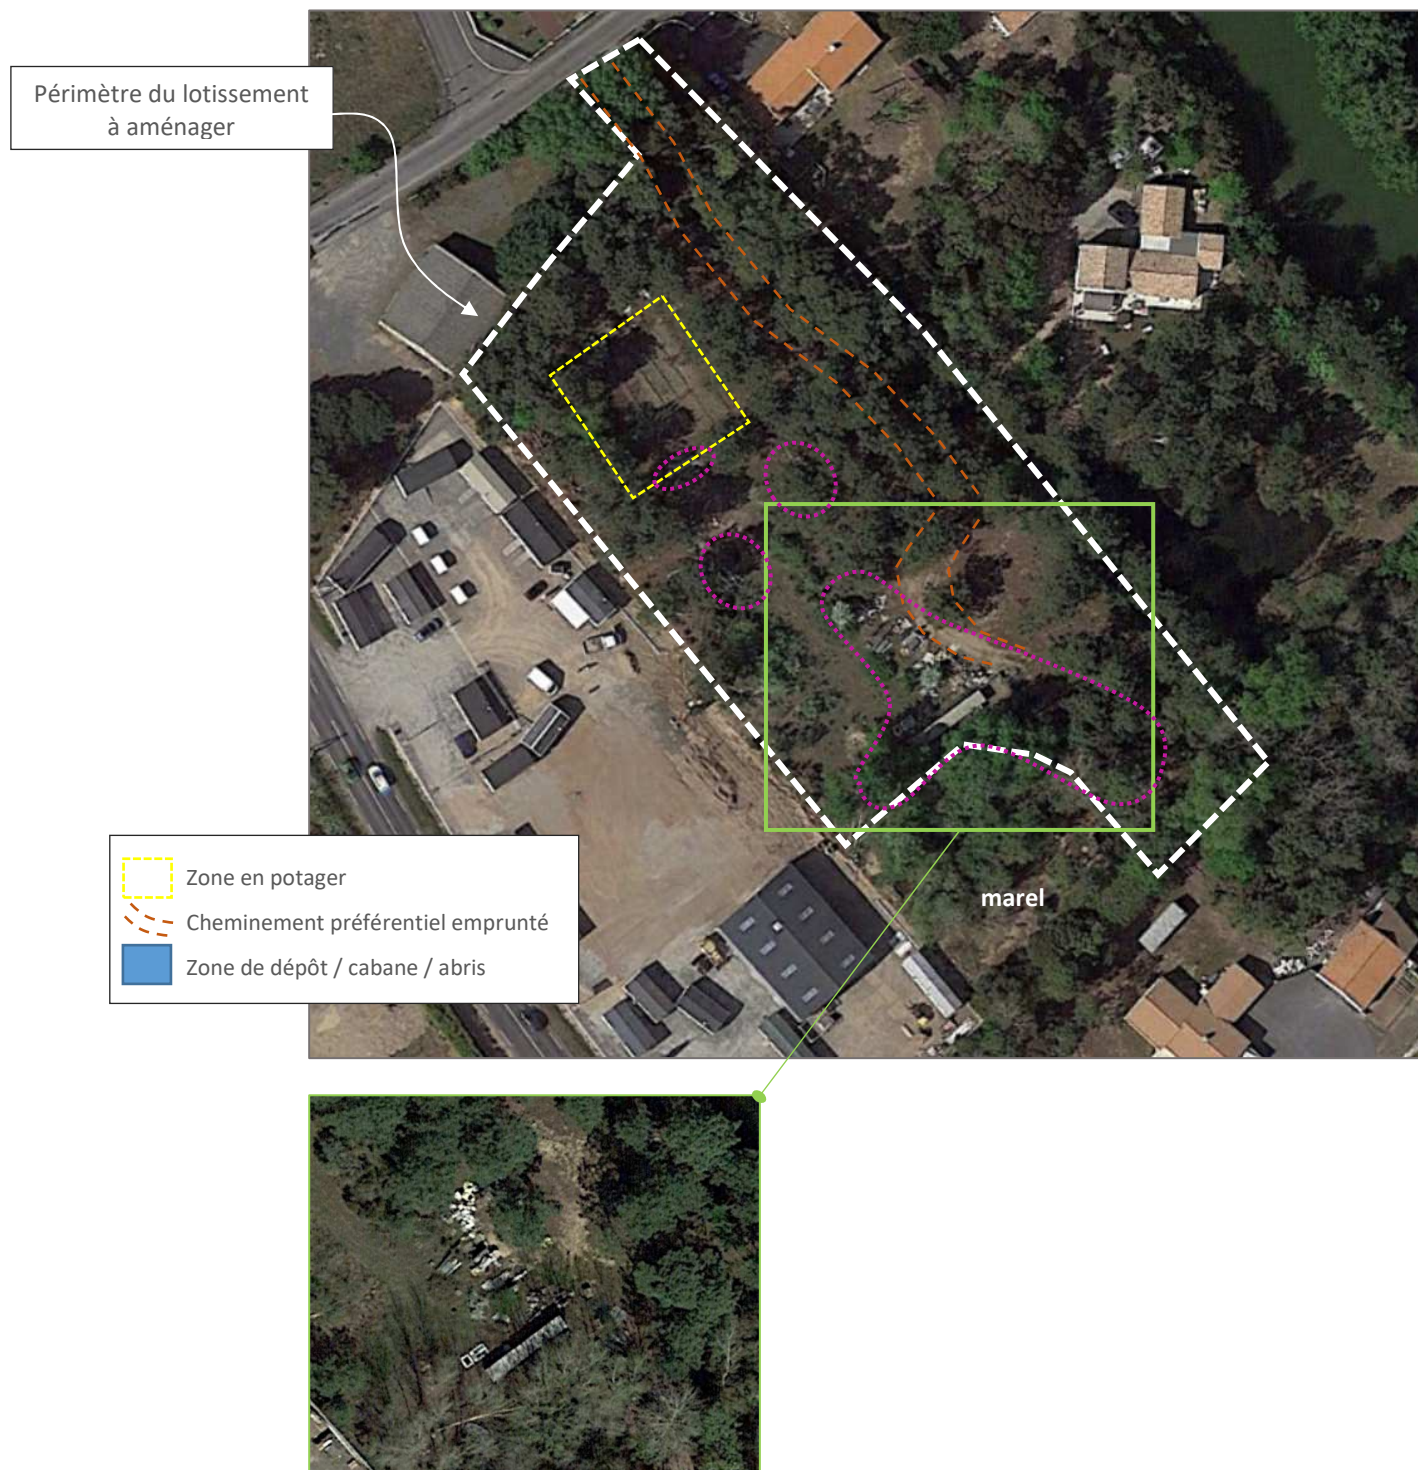 Périmètre du lotissement
à aménager
Zone en potager
Cheminement préférentiel emprunté
Zone de dépôt / cabane / abris
marel